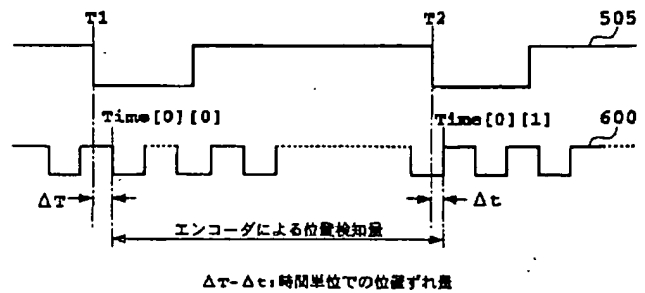 T1 T2 505
Time[0][0] Time[0][1] 600
ΔT Δt
エンコーダによる位置検知量
ΔT-Δt:時間単位での位置ずれ量